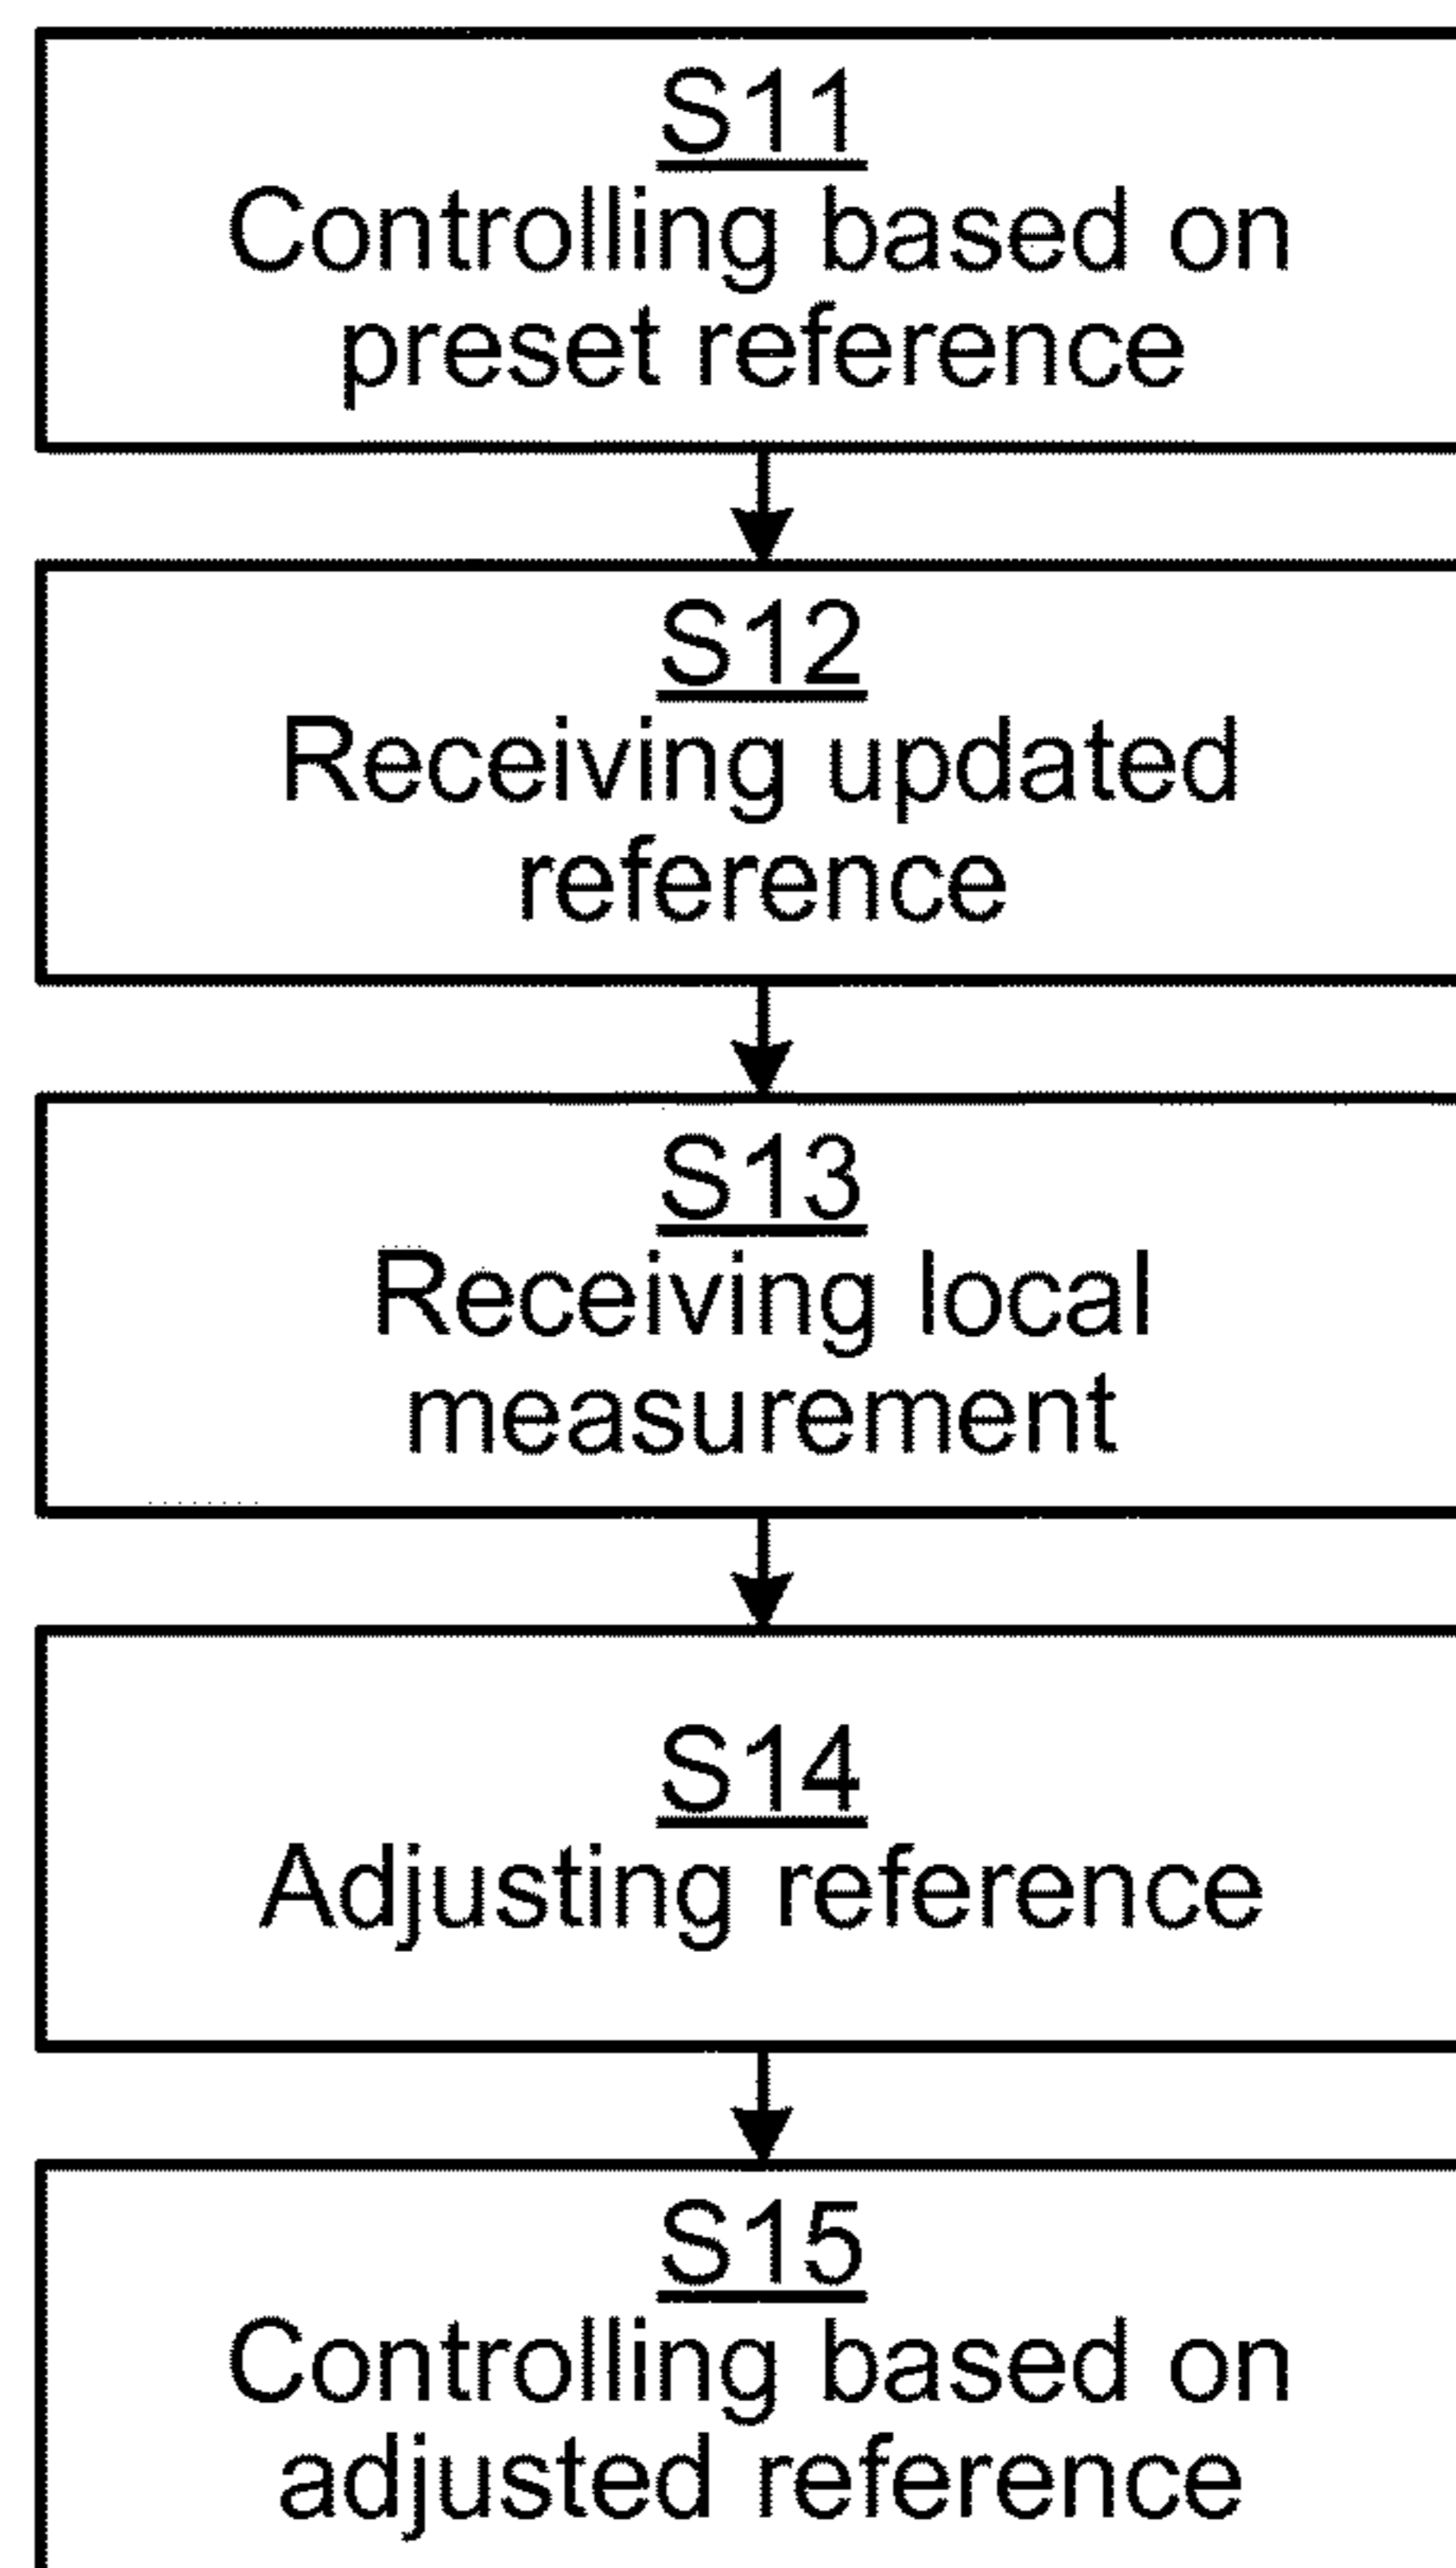 S11
Controlling based on
preset reference
S12
Receiving updated
reference
S13
Receiving local
measurement
S14
Adjusting reference
S15
Controlling based on
adjusted reference